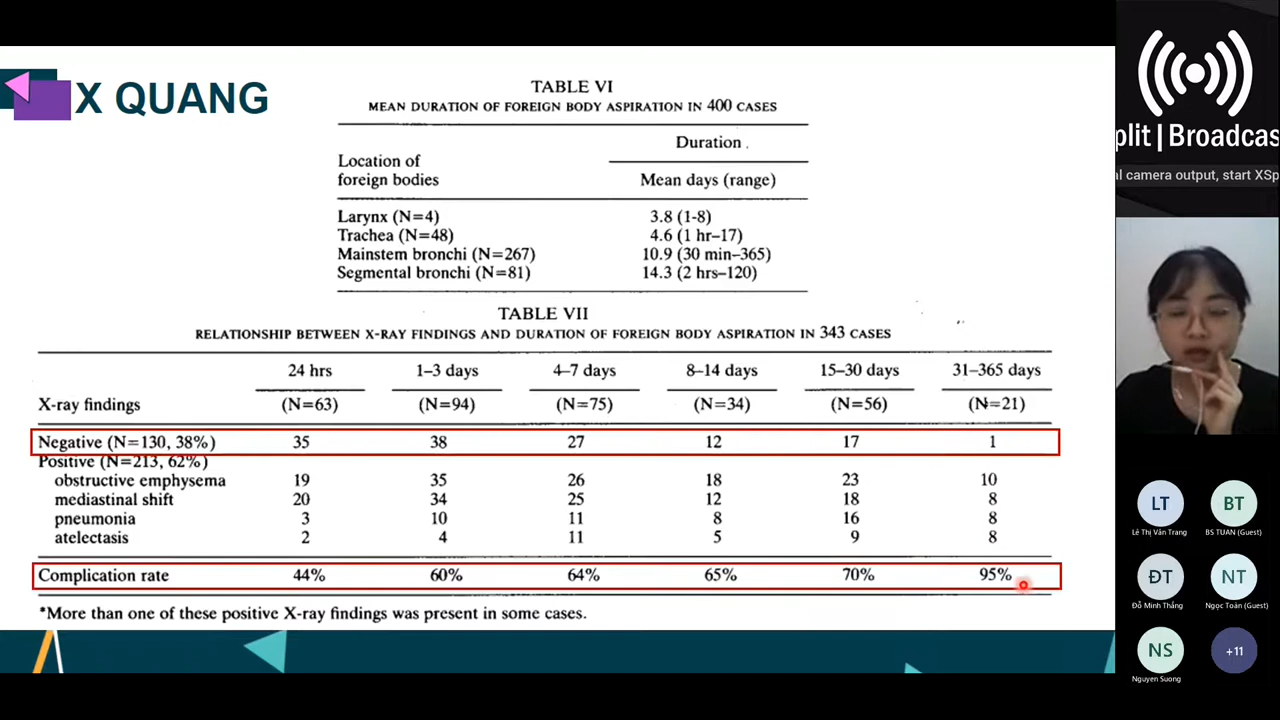 X QUANG
TABLE VI
MEAN DURATION OF FOREIGN BODY ASPIRATION IN 400 CASES
Duration
Location of
foreign bodies
Mean days (range)
Larynx (N=4) 3.8 (1-8)
Trachea (N=48) 4.6 (1 hr–17)
Mainstem bronchi (N=267) 10.9 (30 min–365)
Segmental bronchi (N=81) 14.3 (2 hrs–120)
TABLE VII
RELATIONSHIP BETWEEN X-RAY FINDINGS AND DURATION OF FOREIGN BODY ASPIRATION IN 343 CASES
24 hrs 1–3 days 4–7 days 8–14 days 15–30 days 31–365 days
X-ray findings (N=63) (N=94) (N=75) (N=34) (N=56) (N=21)
Negative (N=130, 38%) 35 38 27 12 17 1
Positive (N=213, 62%)
obstructive emphysema 19 35 26 18 23 10
mediastinal shift 20 34 25 12 18 8
pneumonia 3 10 11 8 16 8
atelectasis 2 4 11 5 9 8
Complication rate 44% 60% 64% 65% 70% 95%
*More than one of these positive X-ray findings was present in some cases.
plit | Broadcas
al camera output, start XSp
LT
BT
Lê Thị Vân Trang
BS TUAN (Guest)
ĐT
NT
Đỗ Minh Thắng
Ngọc Toàn (Guest)
NS
+11
Nguyen Suong